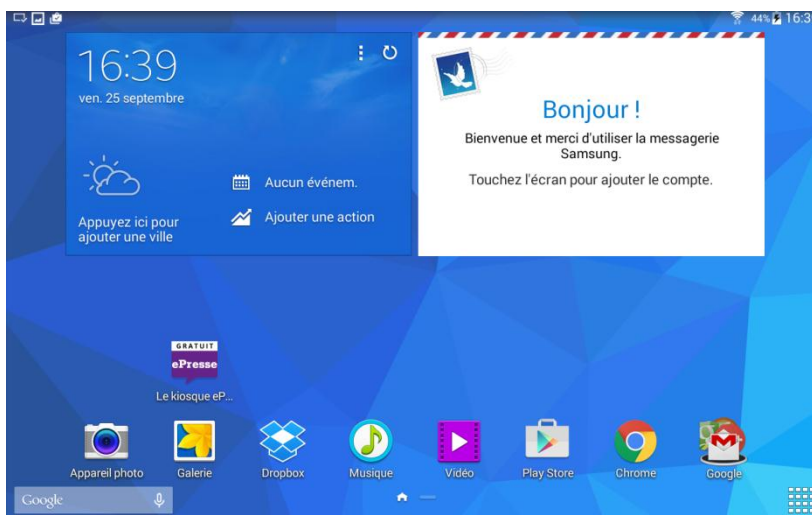 44% 16:3
16:39
ven. 25 septembre
Aucun événem.
Appuyez ici pour
ajouter une ville
Ajouter une action
Bonjour !
Bienvenue et merci d'utiliser la messagerie
Samsung.
Touchez l'écran pour ajouter le compte.
GRATUIT
ePresse
Le kiosque eP...
Appareil photo
Galerie
Dropbox
Musique
Vidéo
Play Store
Chrome
Google
Google